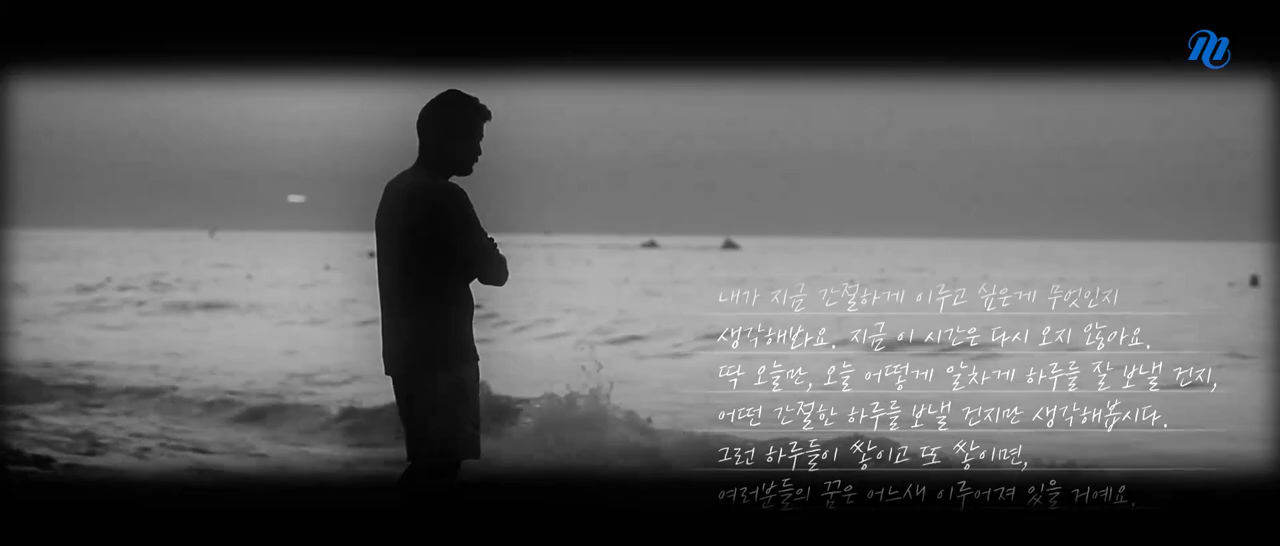 내가 지금 간절하게 이루고 싶은게 무엇인지
생각해봐요. 지금 이 시간은 다시 오지 않아요.
딱 오늘만, 오늘 어떻게 알차게 하루를 잘 보낼 건지,
어떤 간절한 하루를 보낼 건지만 생각해봅시다.
그런 하루들이 쌓이고 또 쌓이면,
여러분들의 꿈은 어느새 이루어져 있을 거예요.